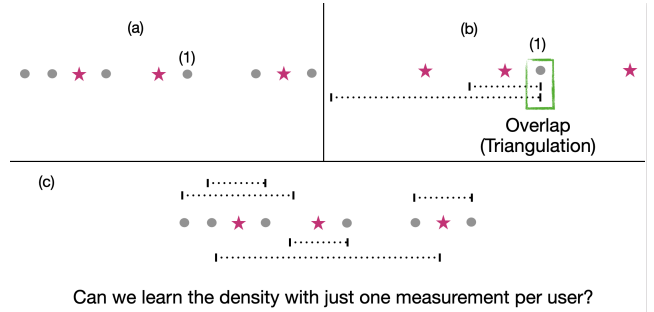 (a)
(1)
(b)
(1)
Overlap
(Triangulation)
(c)
Can we learn the density with just one measurement per user?